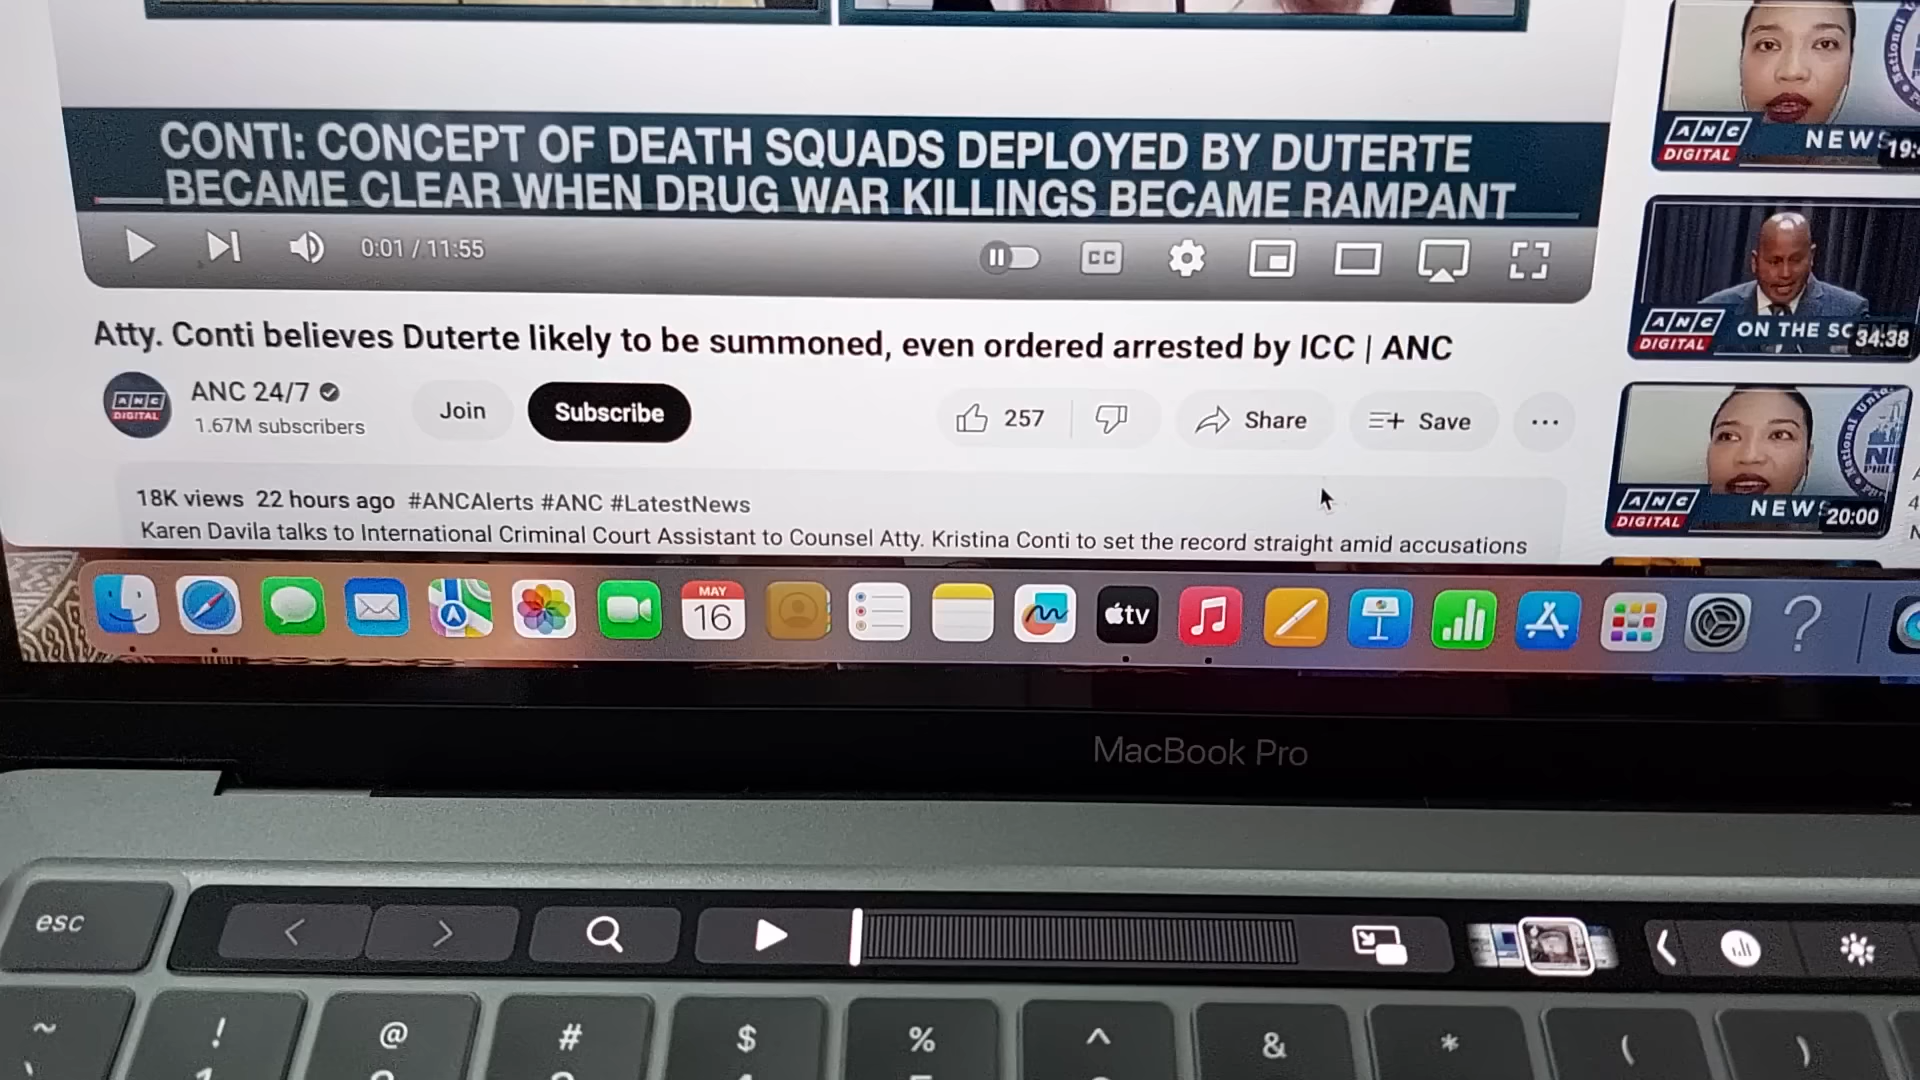 CONTI: CONCEPT OF DEATH SQUADS DEPLOYED BY DUTERTE
BECAME CLEAR WHEN DRUG WAR KILLINGS BECAME RAMPANT
0:01 / 11:55
CC
Atty. Conti believes Duterte likely to be summoned, even ordered arrested by ICC | ANC
ANC DIGITAL
ANC 24/7
1.67M subscribers
Join
Subscribe
257
Share
Save
18K views 22 hours ago #ANCAlerts #ANC #LatestNews
Karen Davila talks to International Criminal Court Assistant to Counsel Atty. Kristina Conti to set the record straight amid accusations
National
ANC
DIGITAL
NEWS
19:
ANC
DIGITAL
ON THE SC
34:38
National
ANC
DIGITAL
NEWS
20:00
MAY
16
tv
MacBook Pro
esc
~ ! @ # $ % ^ & * ( )